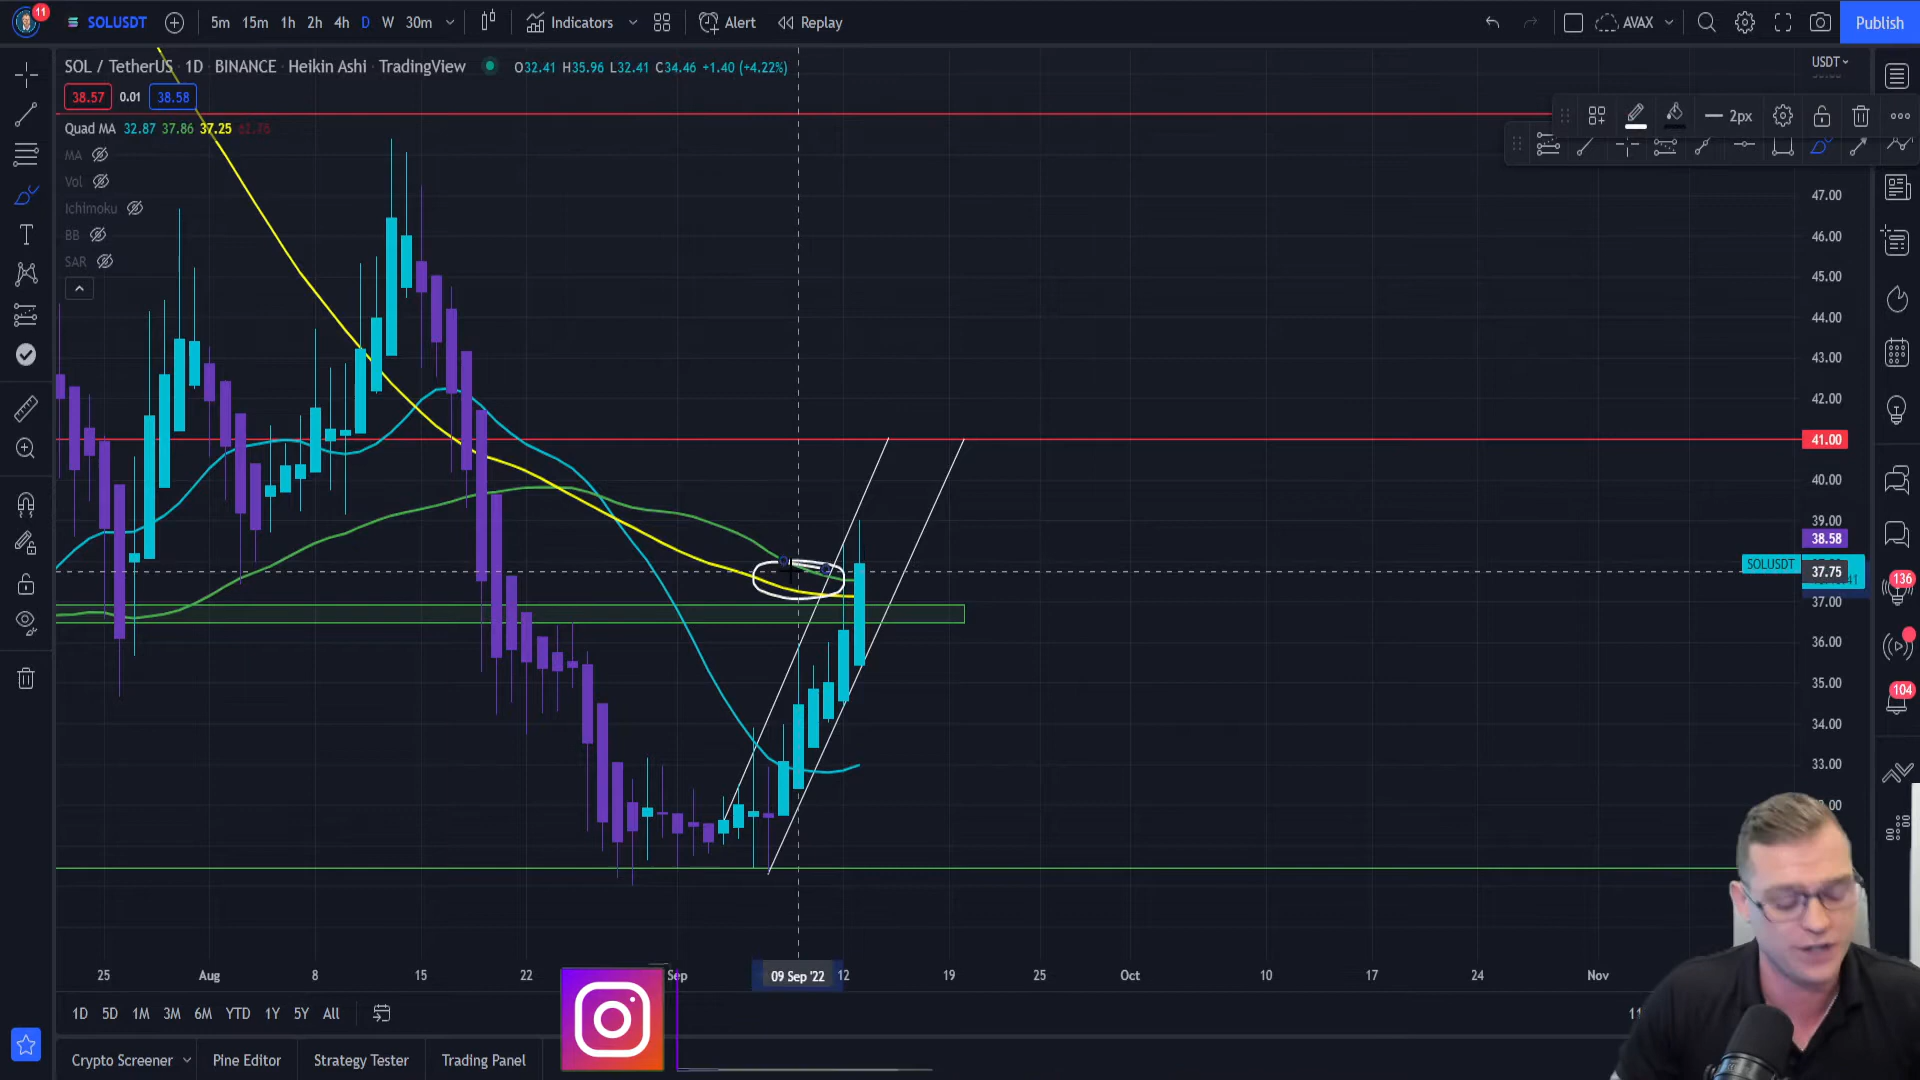 11
SOLUSDT 5m 15m 1h 2h 4h D W 30m Indicators Alert Replay AVAX Publish
SOL / TetherUS 1D BINANCE Heikin Ashi TradingView O32.41 H35.96 L32.41 C34.46 +1.40 (+4.22%)
USDT
38.57 0.01 38.58
2px
Quad MA 32.87 37.86 37.25
MA
Vol
Ichimoku
BB
SAR
47.00
46.00
45.00
44.00
43.00
42.00
41.00
40.00
39.00
38.58
SOLUSDT
37.75
37.00
36.00
35.00
34.00
33.00
136
104
25 Aug 8 15 22 Sep 09 Sep '22 12 19 25 Oct 10 17 24 Nov
1D 5D 1M 3M 6M YTD 1Y 5Y All
Crypto Screener Pine Editor Strategy Tester Trading Panel